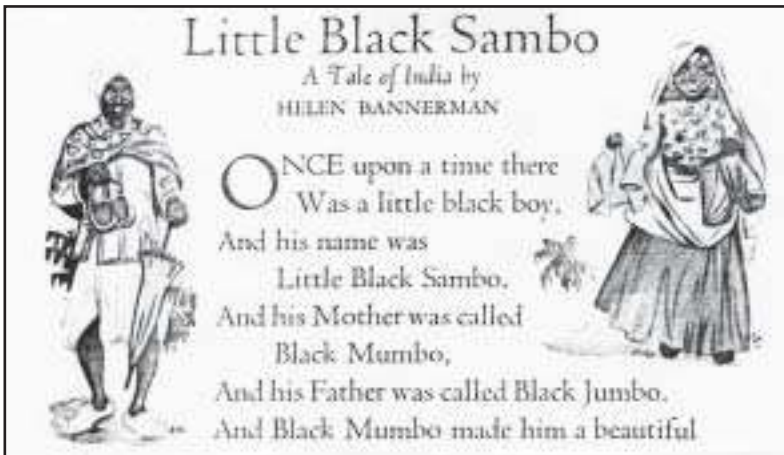 Little Black Sambo
A Tale of India by
HELEN BANNERMAN
ONCE upon a time there
Was a little black boy,
And his name was
Little Black Sambo.
And his Mother was called
Black Mumbo,
And his Father was called Black Jumbo.
And Black Mumbo made him a beautiful